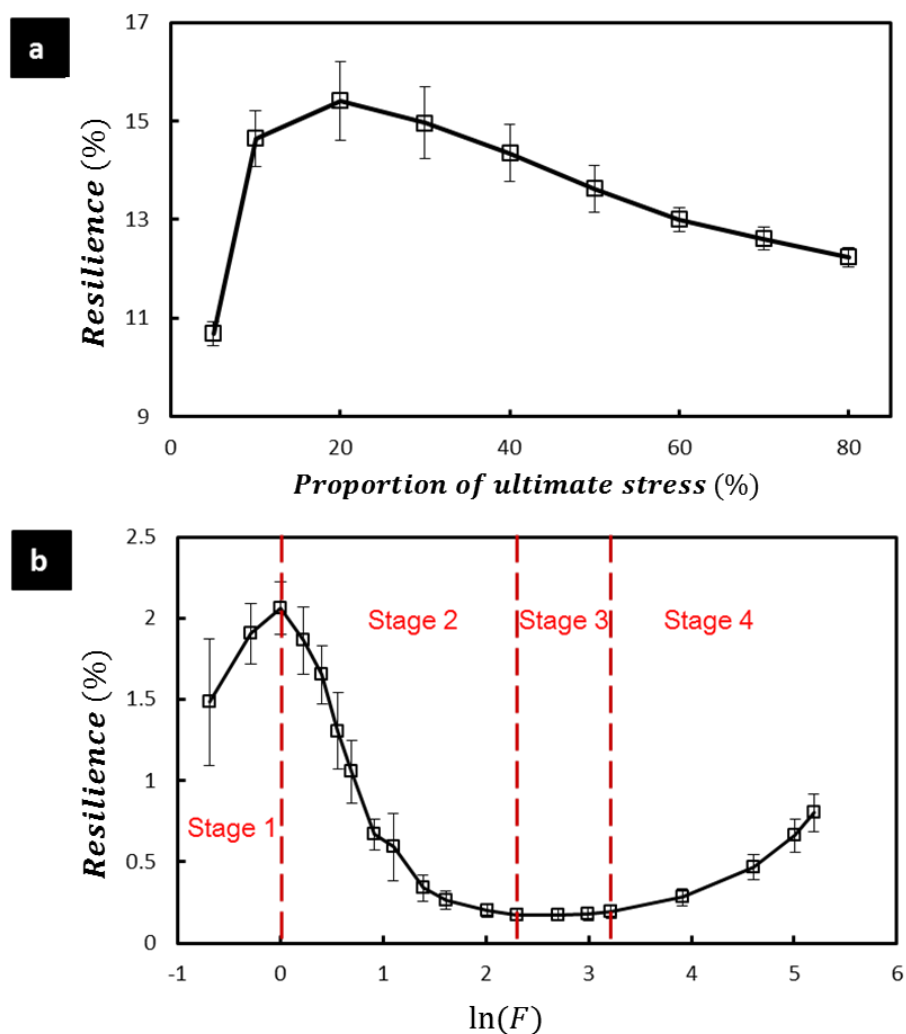 a
17
15
13
11
9
Resilience (%)
0 20 40 60 80
Proportion of ultimate stress (%)
b
2.5
2
1.5
1
0.5
0
Resilience (%)
Stage 1
Stage 2
Stage 3
Stage 4
-1 0 1 2 3 4 5 6
ln(F)